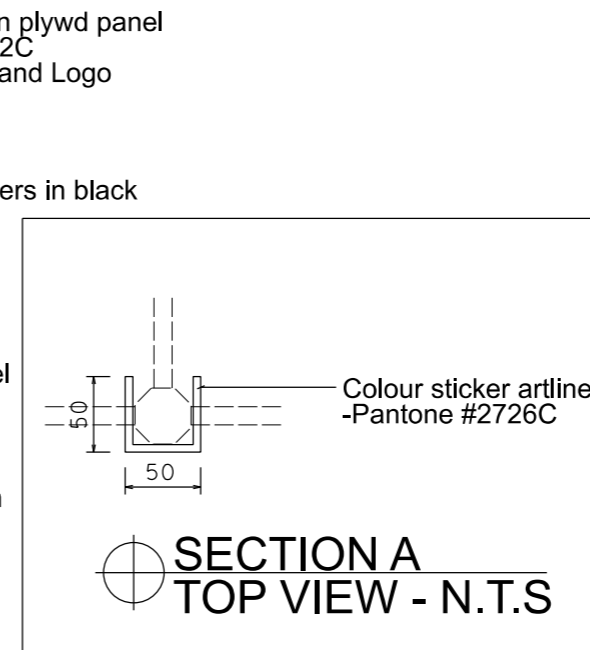 n plywd panel
2C
and Logo
ers in black
el
50
Colour sticker artline
-Pantone #2726C
50
SECTION A
TOP VIEW - N.T.S